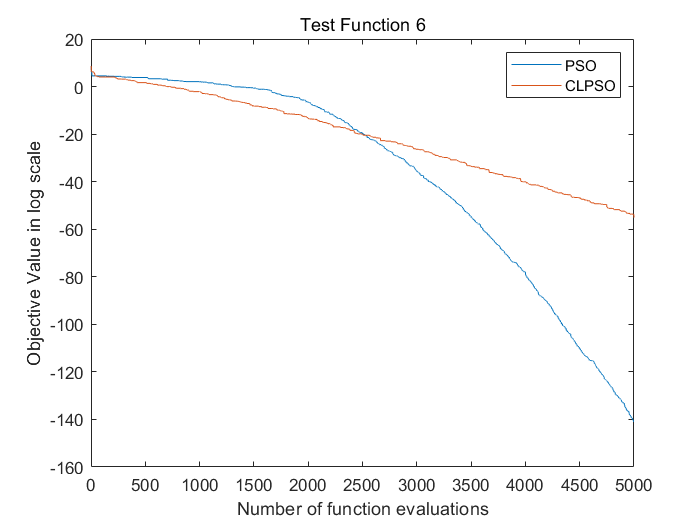 Test Function 6
PSO
CLPSO
Objective Value in log scale
20
0
-20
-40
-60
-80
-100
-120
-140
-160
0 500 1000 1500 2000 2500 3000 3500 4000 4500 5000
Number of function evaluations